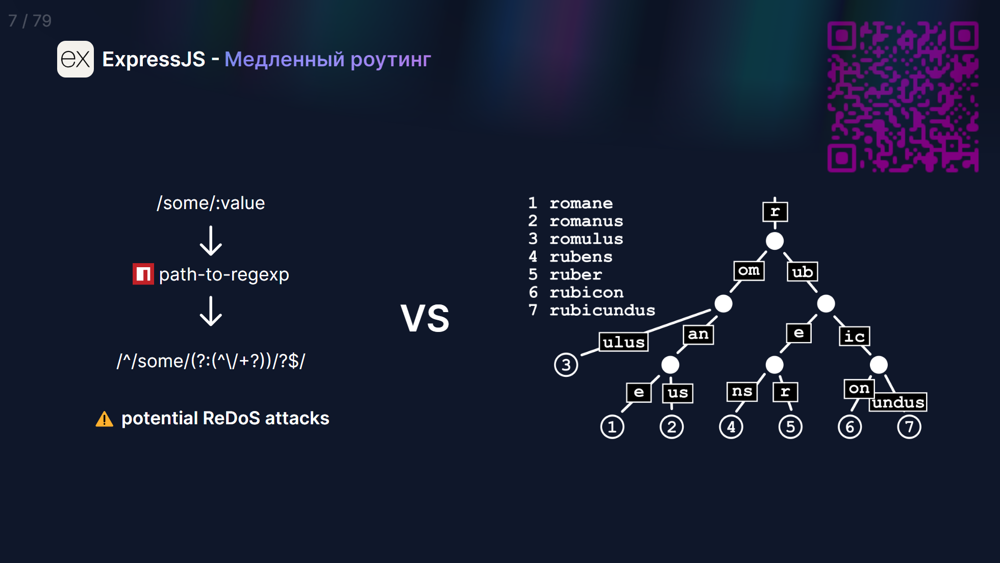 7 / 79
ex ExpressJS - Медленный роутинг
/some/:value
path-to-regexp
/^/some/(?:(^\/+?))/?$/
potential ReDoS attacks
VS
1 romane
2 romanus
3 romulus
4 rubens
5 ruber
6 rubicon
7 rubicundus
r
om
ub
ulus
an
e
ic
3
e
us
ns
r
on
undus
1
2
4
5
6
7